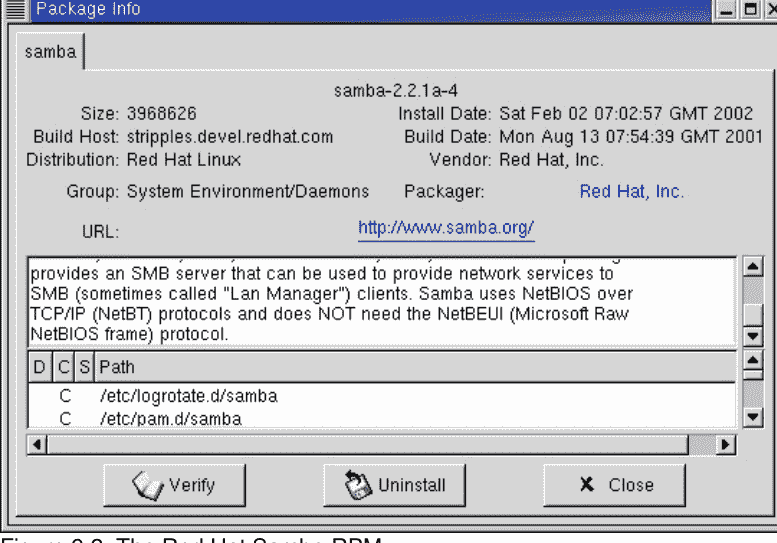 Package Info
samba
samba-2.2.1a-4
Size: 3968626 Install Date: Sat Feb 02 07:02:57 GMT 2002
Build Host: stripples.devel.redhat.com Build Date: Mon Aug 13 07:54:39 GMT 2001
Distribution: Red Hat Linux Vendor: Red Hat, Inc.
Group: System Environment/Daemons Packager: Red Hat, Inc.
URL: http://www.samba.org/
provides an SMB server that can be used to provide network services to
SMB (sometimes called "Lan Manager") clients. Samba uses NetBIOS over
TCP/IP (NetBT) protocols and does NOT need the NetBEUI (Microsoft Raw
NetBIOS frame) protocol.
D C S Path
C /etc/logrotate.d/samba
C /etc/pam.d/samba
Verify Uninstall Close